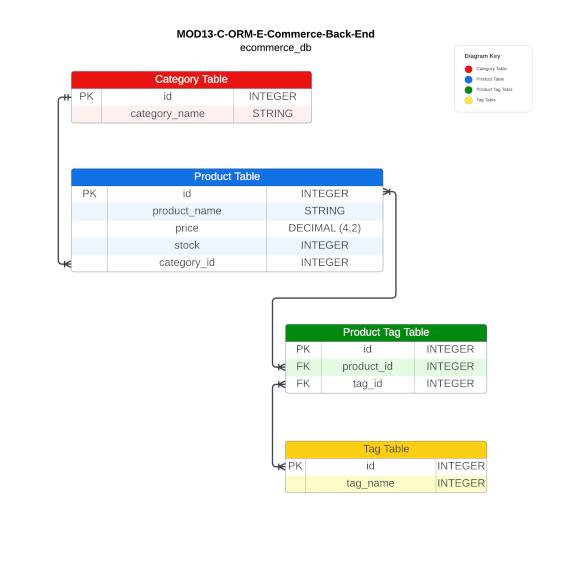 MOD13-C-ORM-E-Commerce-Back-End
ecommerce_db
Diagram Key
Category Table
Product Table
Product Tag Table
Tag Table
Category Table
PK id INTEGER
category_name STRING
Product Table
PK id INTEGER
product_name STRING
price DECIMAL (4,2)
stock INTEGER
category_id INTEGER
Product Tag Table
PK id INTEGER
FK product_id INTEGER
FK tag_id INTEGER
Tag Table
PK id INTEGER
tag_name INTEGER